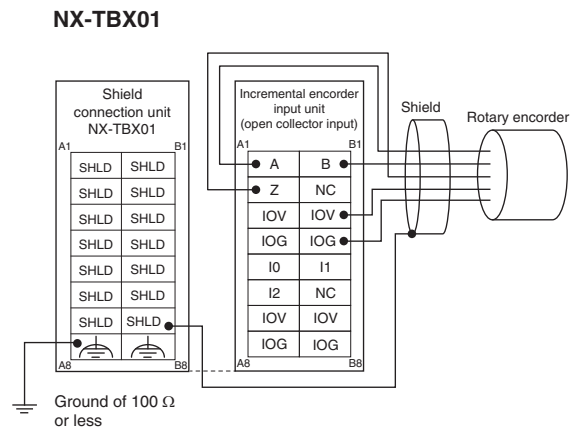 NX-TBX01
Shield
connection unit
NX-TBX01
A1
B1
SHLD SHLD
SHLD SHLD
SHLD SHLD
SHLD SHLD
SHLD SHLD
SHLD SHLD
SHLD SHLD
A8
B8
Ground of 100 Ω
or less
Incremental encorder
input unit
(open collector input)
A1
B1
A B
Z NC
IOV IOV
IOG IOG
I0 I1
I2 NC
IOV IOV
IOG IOG
A8
B8
Shield
Rotary encorder